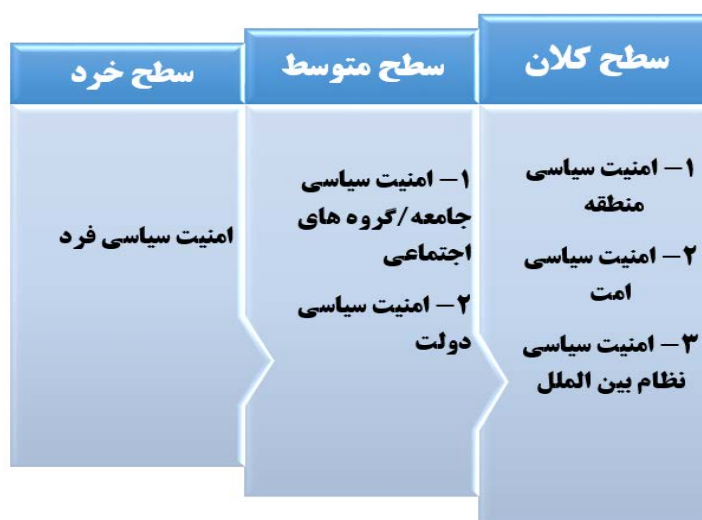 سطح کلان
۱– امنیت سیاسی
منطقه
۲– امنیت سیاسی
امت
۳– امنیت سیاسی
نظام بین الملل
سطح متوسط
۱– امنیت سیاسی
جامعه/گروه های
اجتماعی
۲– امنیت سیاسی
دولت
سطح خرد
امنیت سیاسی فرد